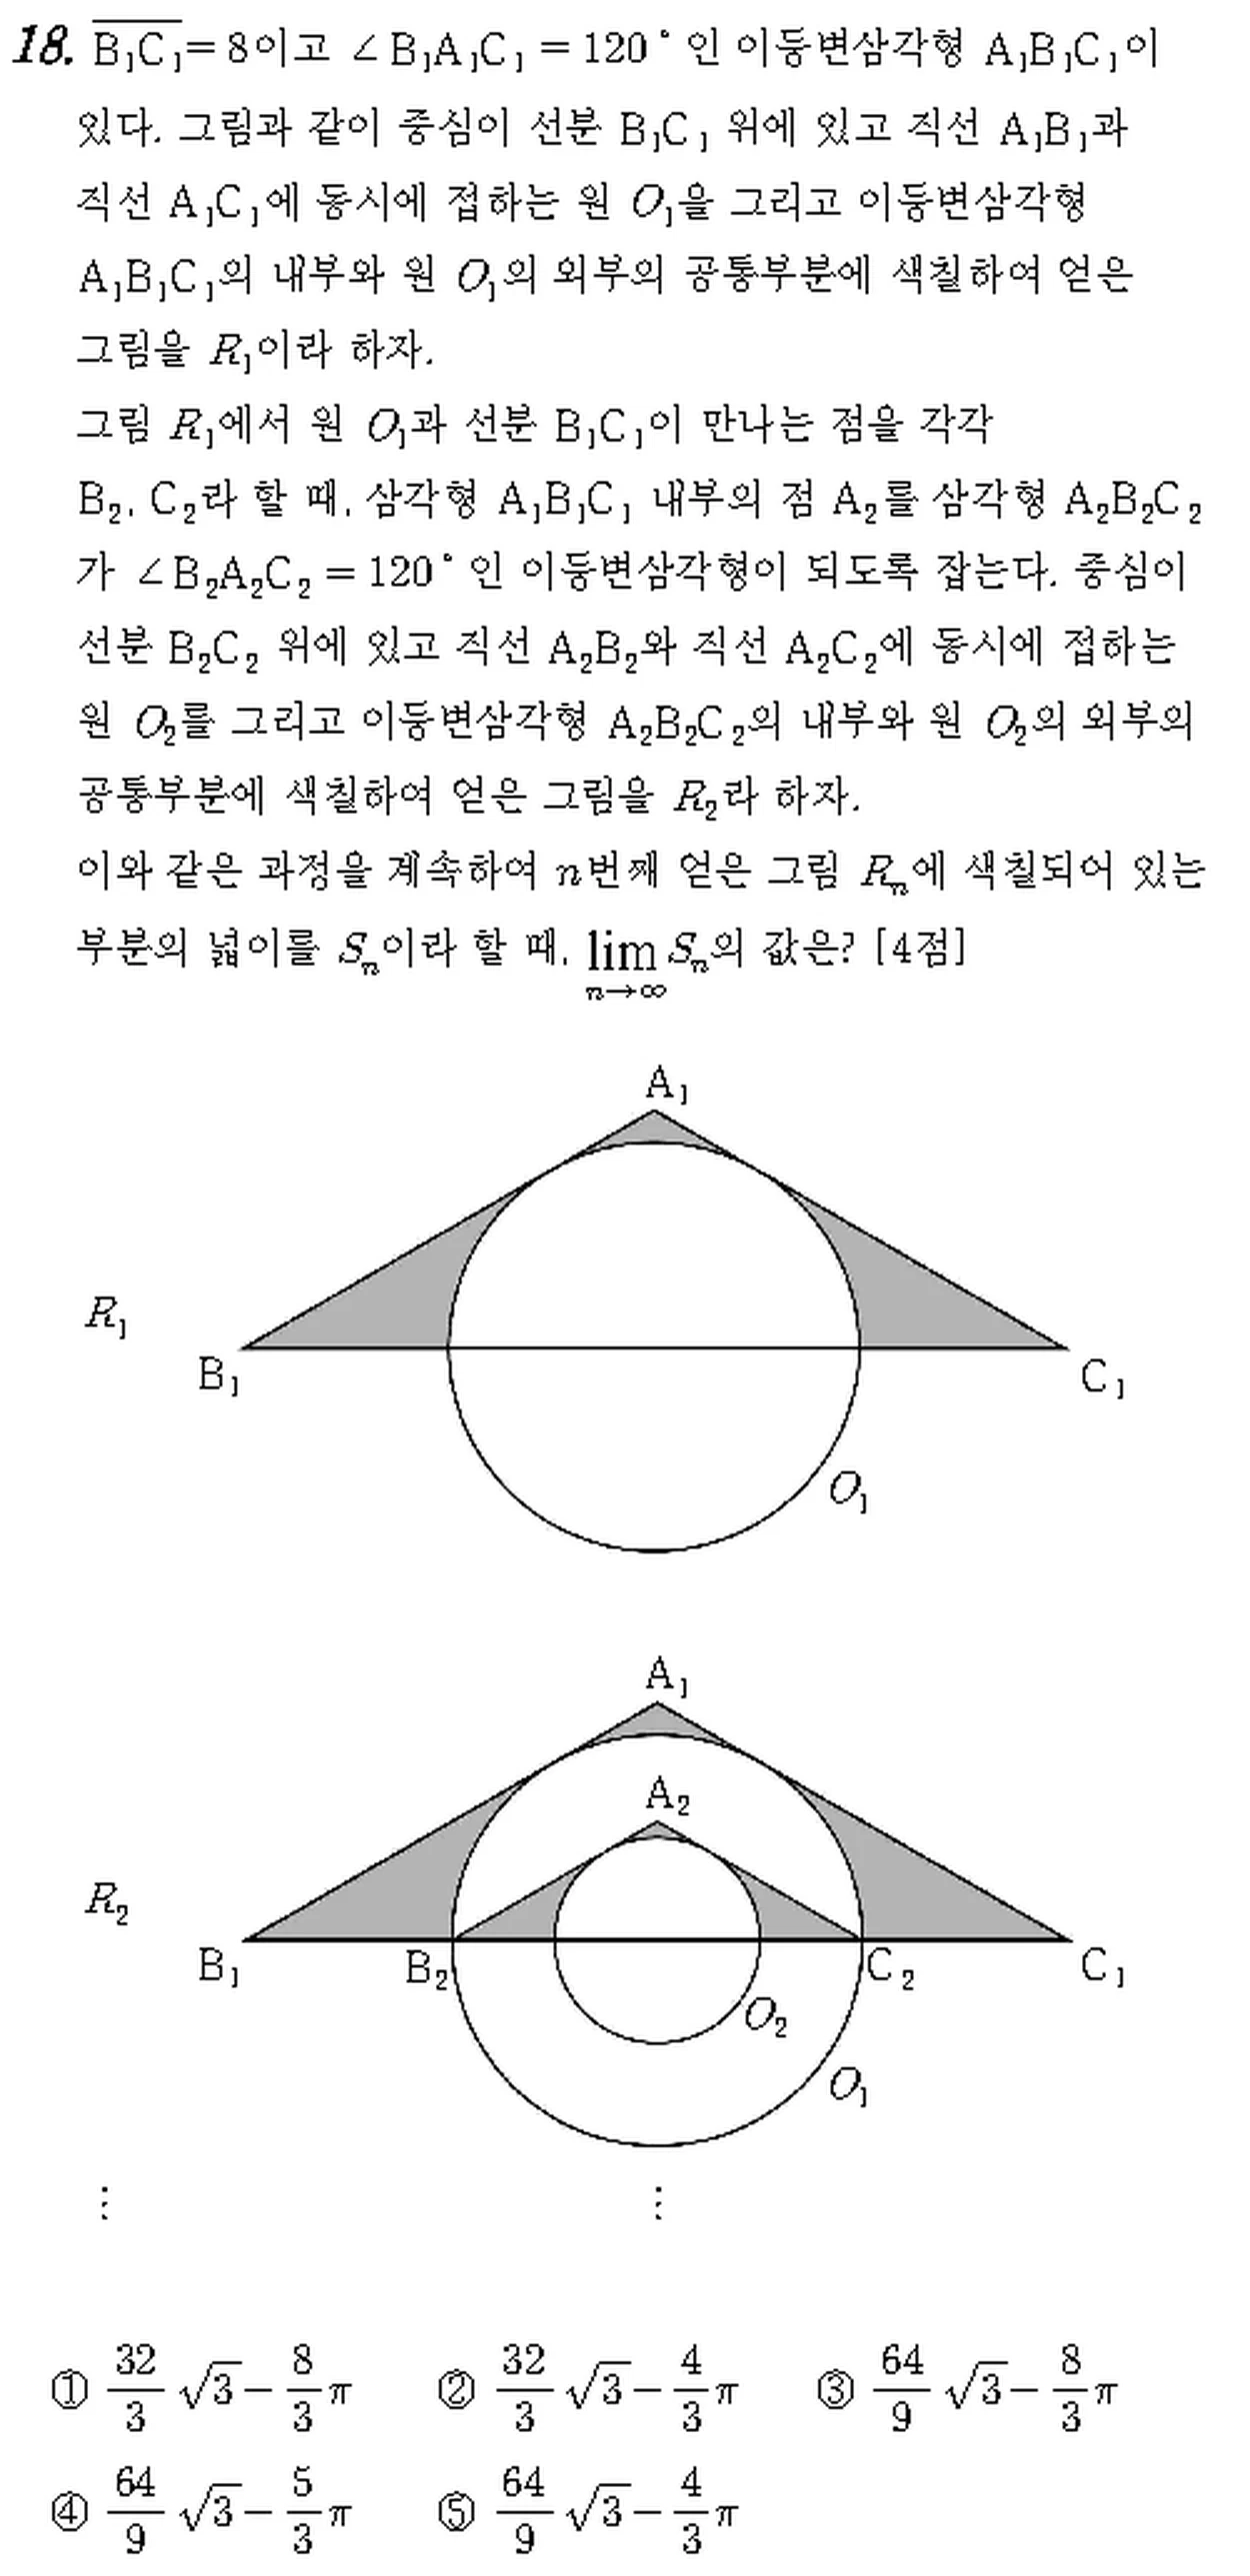 18. B₁C₁ = 8이고 ∠B₁A₁C₁ = 120°인 이등변삼각형 A₁B₁C₁이
있다. 그림과 같이 중심이 선분 B₁C₁ 위에 있고 직선 A₁B₁과
직선 A₁C₁에 동시에 접하는 원 O₁을 그리고 이등변삼각형
A₁B₁C₁의 내부와 원 O₁의 외부의 공통부분에 색칠하여 얻은
그림을 R₁이라 하자.
그림 R₁에서 원 O₁과 선분 B₁C₁이 만나는 점을 각각
B₂, C₂라 할 때, 삼각형 A₁B₁C₁ 내부의 점 A₂를 삼각형 A₂B₂C₂
가 ∠B₂A₂C₂ = 120°인 이등변삼각형이 되도록 잡는다. 중심이
선분 B₂C₂ 위에 있고 직선 A₂B₂와 직선 A₂C₂에 동시에 접하는
원 O₂를 그리고 이등변삼각형 A₂B₂C₂의 내부와 원 O₂의 외부의
공통부분에 색칠하여 얻은 그림을 R₂라 하자.
이와 같은 과정을 계속하여 n번째 얻은 그림 Rₙ에 색칠되어 있는
부분의 넓이를 Sₙ이라 할 때, lim n→∞ Sₙ의 값은? [4점]
A₁
R₁
B₁ C₁
O₁
A₁
A₂
R₂
B₁ B₂ C₂ C₁
O₂
O₁
⋮ ⋮
① 32/3 √3 − 8/3 π ② 32/3 √3 − 4/3 π ③ 64/9 √3 − 8/3 π
④ 64/9 √3 − 5/3 π ⑤ 64/9 √3 − 4/3 π